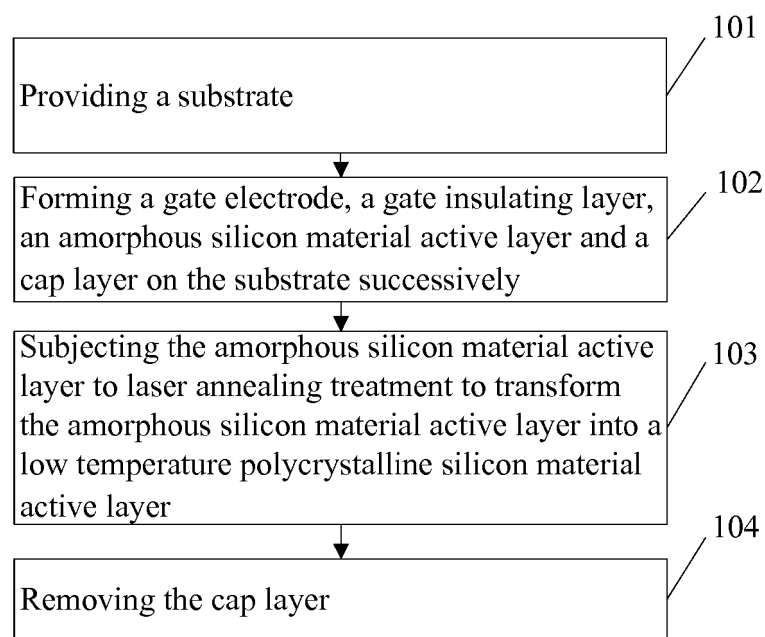 101
Providing a substrate
102
Forming a gate electrode, a gate insulating layer,
an amorphous silicon material active layer and a
cap layer on the substrate successively
103
Subjecting the amorphous silicon material active
layer to laser annealing treatment to transform
the amorphous silicon material active layer into a
low temperature polycrystalline silicon material
active layer
104
Removing the cap layer